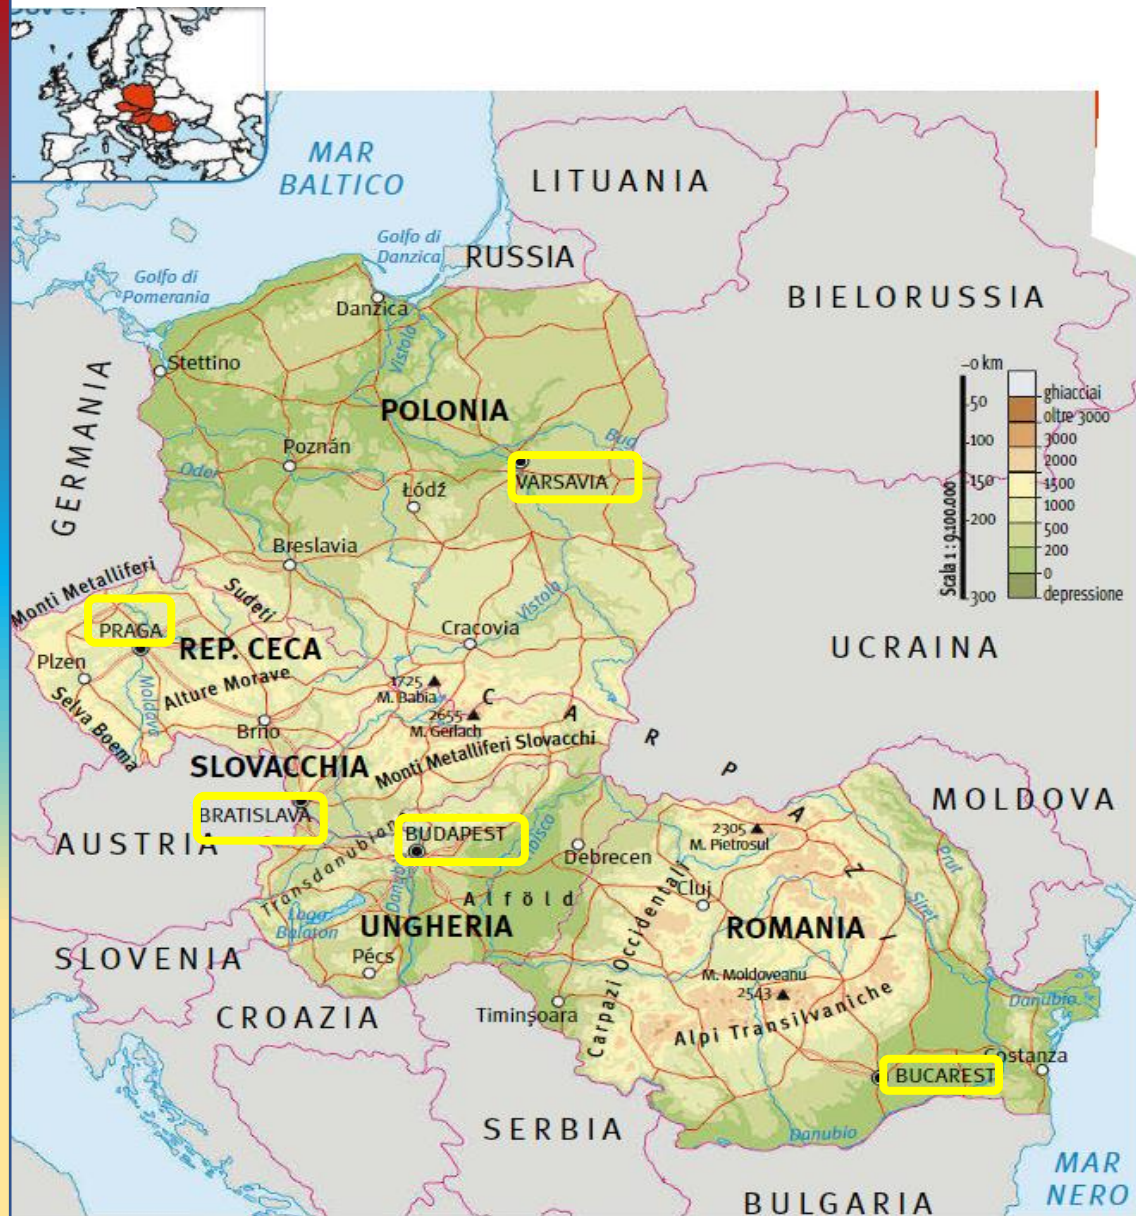 MAR
BALTICO
LITUANIA
Golfo di
Danzica
RUSSIA
Golfo di
Pomerania
BIELORUSSIA
Danzica
Vistola
Stettino
GERMANIA
POLONIA
Bug
Poznán
Oder
VARSAVIA
Łódź
Breslavia
Monti Metalliferi
Sudeti
Vistola
PRAGA
Cracovia
REP. CECA
UCRAINA
Plzen
Alture Morave
1725
M. Babia
Moldava
Selva Boema
2655
M. Gerlach
CARPAZI
Brno
Monti Metalliferi Slovacchi
SLOVACCHIA
BRATISLAVA
MOLDOVA
AUSTRIA
BUDAPEST
Tibisco
2305
M. Pietrosul
Debrecen
Prut
Transdanubiana
Danubio
Alföld
Cluj
Siret
Lago
Balaton
UNGHERIA
ROMANIA
Carpazi Occidentali
SLOVENIA
Pécs
M. Moldoveanu
2543
CROAZIA
Timinşoara
Alpi Transilvaniche
Danubio
Costanza
BUCAREST
SERBIA
Danubio
MAR
NERO
BULGARIA
Scala 1 : 9.100.000
0 km
50
100
150
200
300
ghiacciai
oltre 3000
3000
2000
1500
1000
500
200
0
depressione